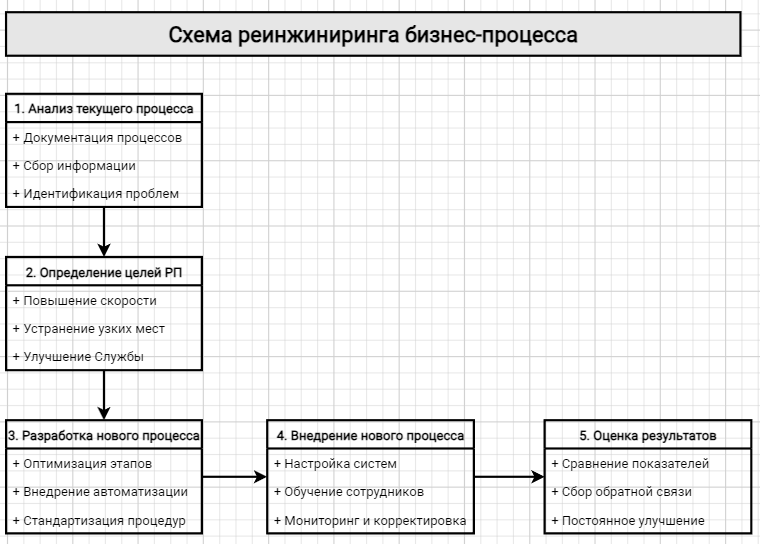 Схема реинжиниринга бизнес-процесса
1. Анализ текущего процесса
+ Документация процессов
+ Сбор информации
+ Идентификация проблем
2. Определение целей РП
+ Повышение скорости
+ Устранение узких мест
+ Улучшение Службы
3. Разработка нового процесса
+ Оптимизация этапов
+ Внедрение автоматизации
+ Стандартизация процедур
4. Внедрение нового процесса
+ Настройка систем
+ Обучение сотрудников
+ Мониторинг и корректировка
5. Оценка результатов
+ Сравнение показателей
+ Сбор обратной связи
+ Постоянное улучшение